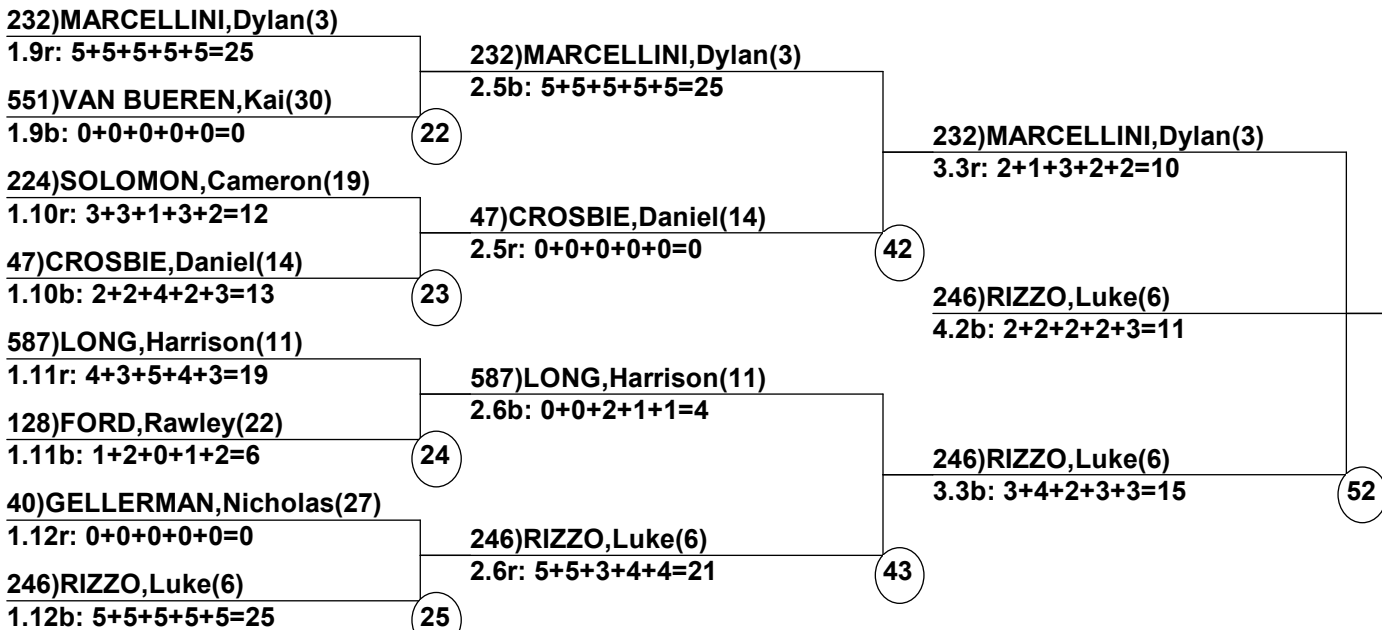 232)MARCELLINI,Dylan(3)
1.9r: 5+5+5+5+5=25
551)VAN BUEREN,Kai(30)
1.9b: 0+0+0+0+0=0
22
224)SOLOMON,Cameron(19)
1.10r: 3+3+1+3+2=12
47)CROSBIE,Daniel(14)
1.10b: 2+2+4+2+3=13
23
587)LONG,Harrison(11)
1.11r: 4+3+5+4+3=19
128)FORD,Rawley(22)
1.11b: 1+2+0+1+2=6
24
40)GELLERMAN,Nicholas(27)
1.12r: 0+0+0+0+0=0
246)RIZZO,Luke(6)
1.12b: 5+5+5+5+5=25
25
232)MARCELLINI,Dylan(3)
2.5b: 5+5+5+5+5=25
47)CROSBIE,Daniel(14)
2.5r: 0+0+0+0+0=0
42
587)LONG,Harrison(11)
2.6b: 0+0+2+1+1=4
246)RIZZO,Luke(6)
2.6r: 5+5+3+4+4=21
43
232)MARCELLINI,Dylan(3)
3.3r: 2+1+3+2+2=10
246)RIZZO,Luke(6)
4.2b: 2+2+2+2+3=11
246)RIZZO,Luke(6)
3.3b: 3+4+2+3+3=15
52